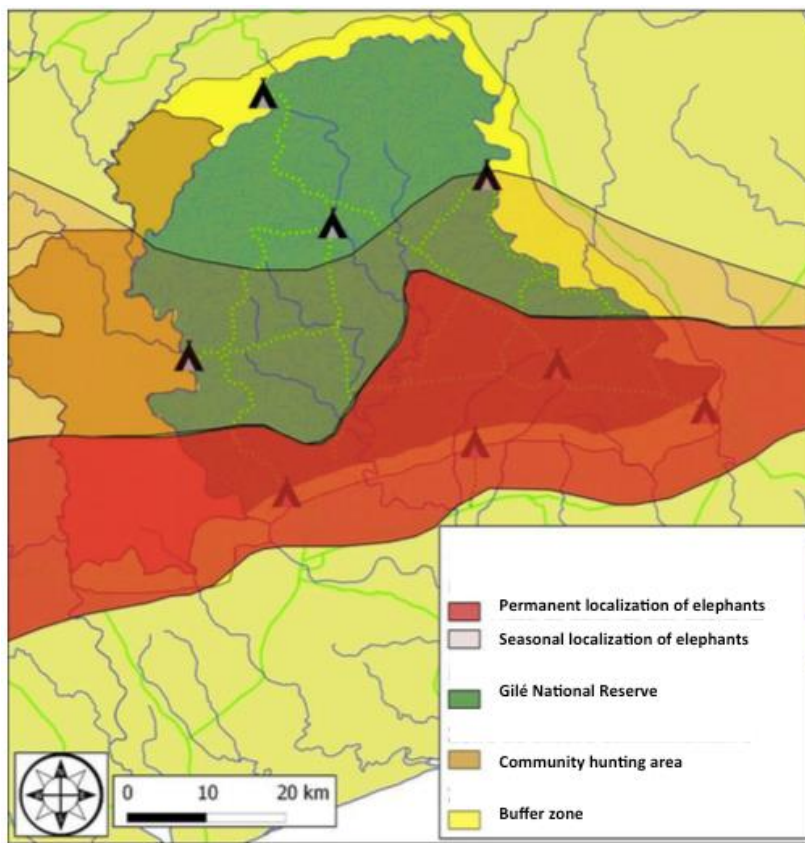 Permanent localization of elephants
Seasonal localization of elephants
Gilé National Reserve
Community hunting area
Buffer zone
0 10 20 km